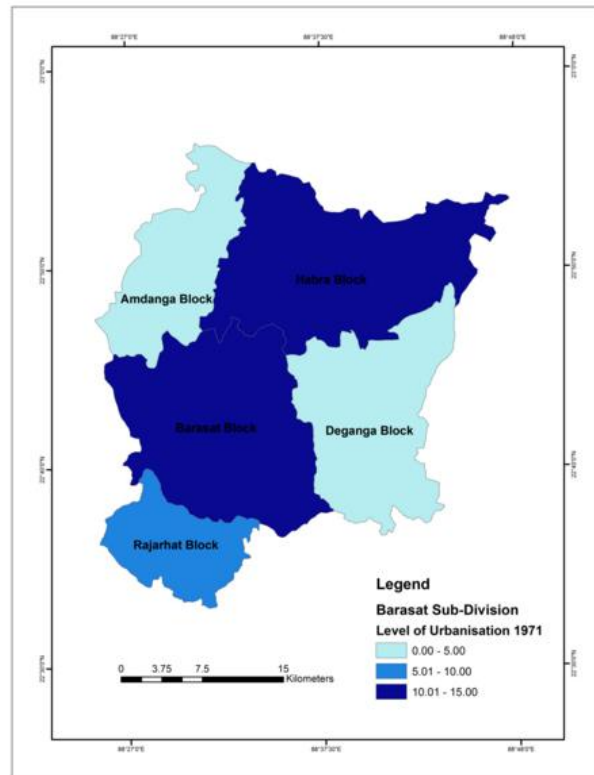 88°27'0"E 88°37'30"E 88°48'0"E
Habra Block
Amdanga Block
Barasat Block
Deganga Block
Rajarhat Block
Legend
Barasat Sub-Division
Level of Urbanisation 1971
0.00 - 5.00
5.01 - 10.00
10.01 - 15.00
0 3.75 7.5 15
Kilometers
88°27'0"E 88°37'30"E 88°48'0"E